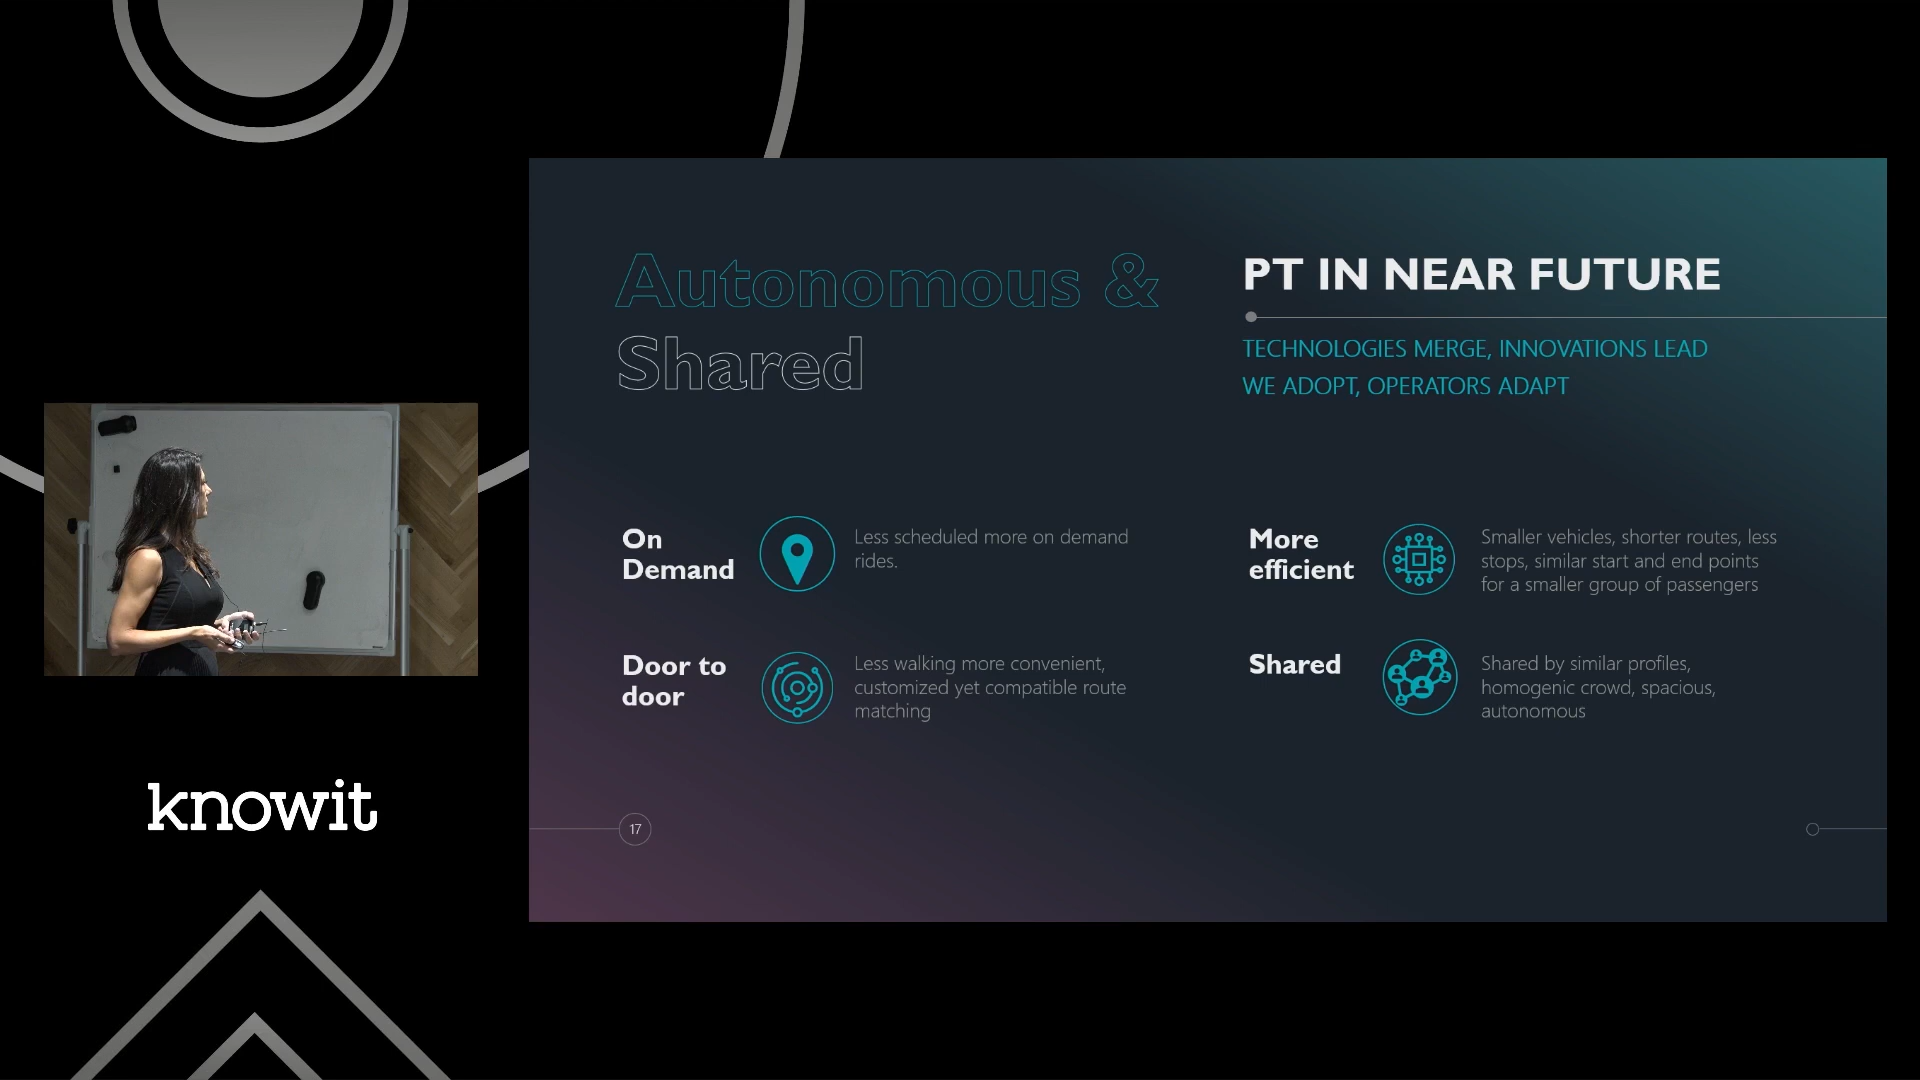 Autonomous &
Shared
PT IN NEAR FUTURE
TECHNOLOGIES MERGE, INNOVATIONS LEAD
WE ADOPT, OPERATORS ADAPT
On
Demand
Less scheduled more on demand
rides.
More
efficient
Smaller vehicles, shorter routes, less
stops, similar start and end points
for a smaller group of passengers
Door to
door
Less walking more convenient,
customized yet compatible route
matching
Shared
Shared by similar profiles,
homogenic crowd, spacious,
autonomous
knowit
17